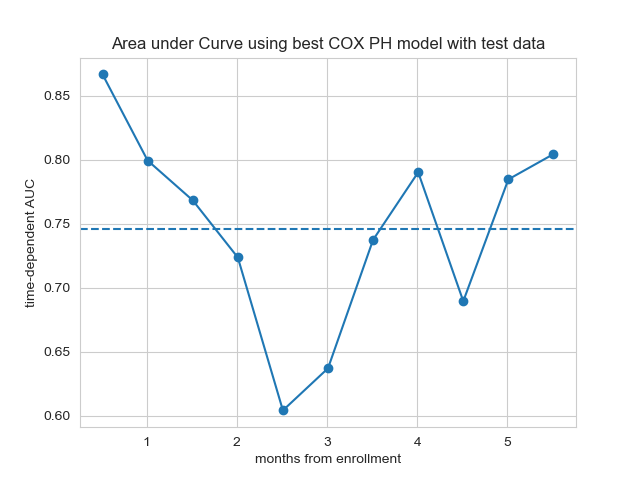 Area under Curve using best COX PH model with test data
time-dependent AUC
0.85
0.80
0.75
0.70
0.65
0.60
1 2 3 4 5
months from enrollment